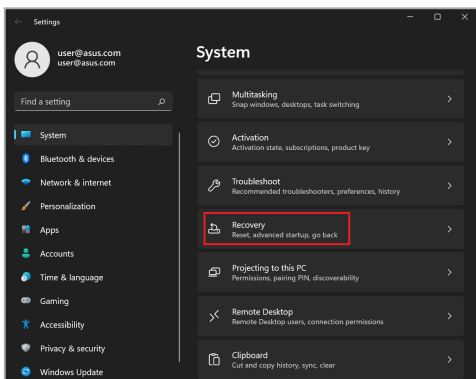 Settings
user@asus.com
user@asus.com
Find a setting
System
Bluetooth & devices
Network & internet
Personalization
Apps
Accounts
Time & language
Gaming
Accessibility
Privacy & security
Windows Update
System
Multitasking
Snap windows, desktops, task switching
Activation
Activation state, subscriptions, product key
Troubleshoot
Recommended troubleshooters, preferences, history
Recovery
Reset, advanced startup, go back
Projecting to this PC
Permissions, pairing PIN, discoverability
Remote Desktop
Remote Desktop users, connection permissions
Clipboard
Cut and copy history, sync, clear